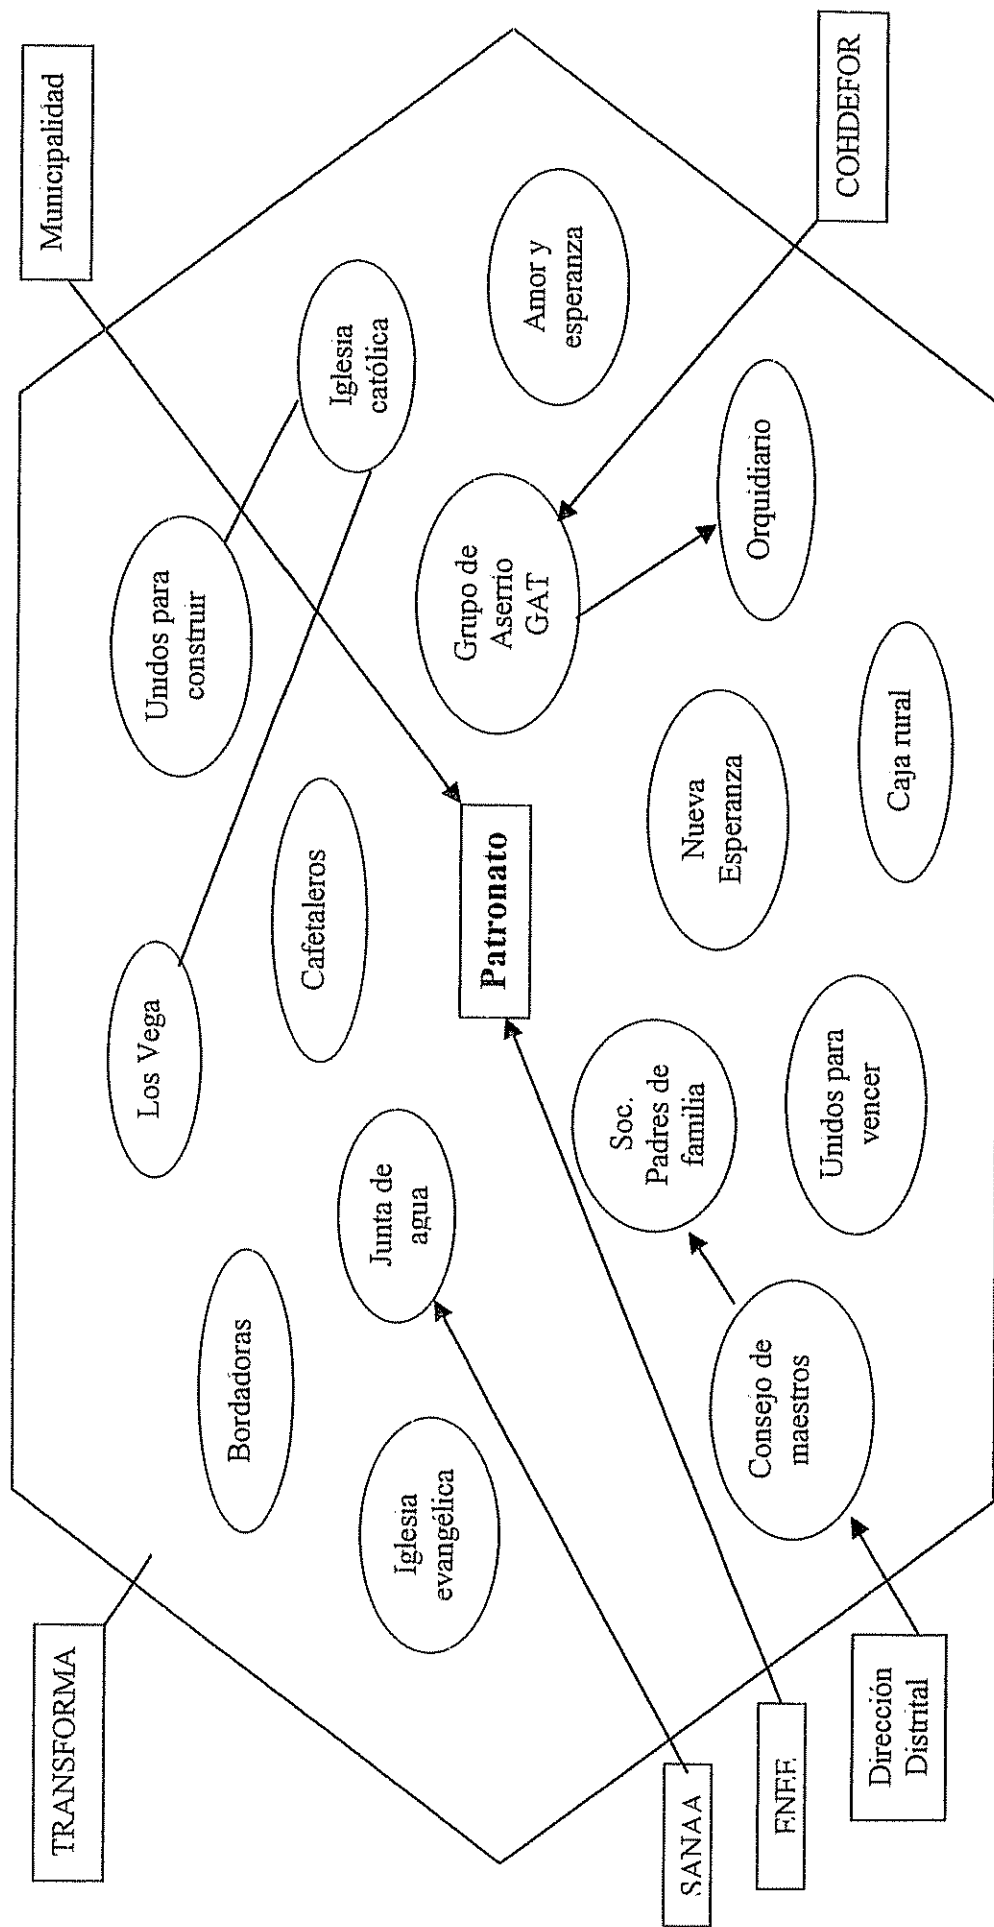 TRANSFORMA
Municipalidad
Los Vega
Unidos para
construir
Bordadoras
Cafetaleros
Iglesia
católica
Iglesia
evangélica
Junta de
agua
Patronato
Grupo de
Aserrio
GAT
Amor y
esperanza
Soc.
Padres de
familia
Nueva
Esperanza
Orquidiario
Consejo de
maestros
Unidos para
vencer
Caja rural
SANAA
ENEE
Dirección
Distrital
COHDEFOR